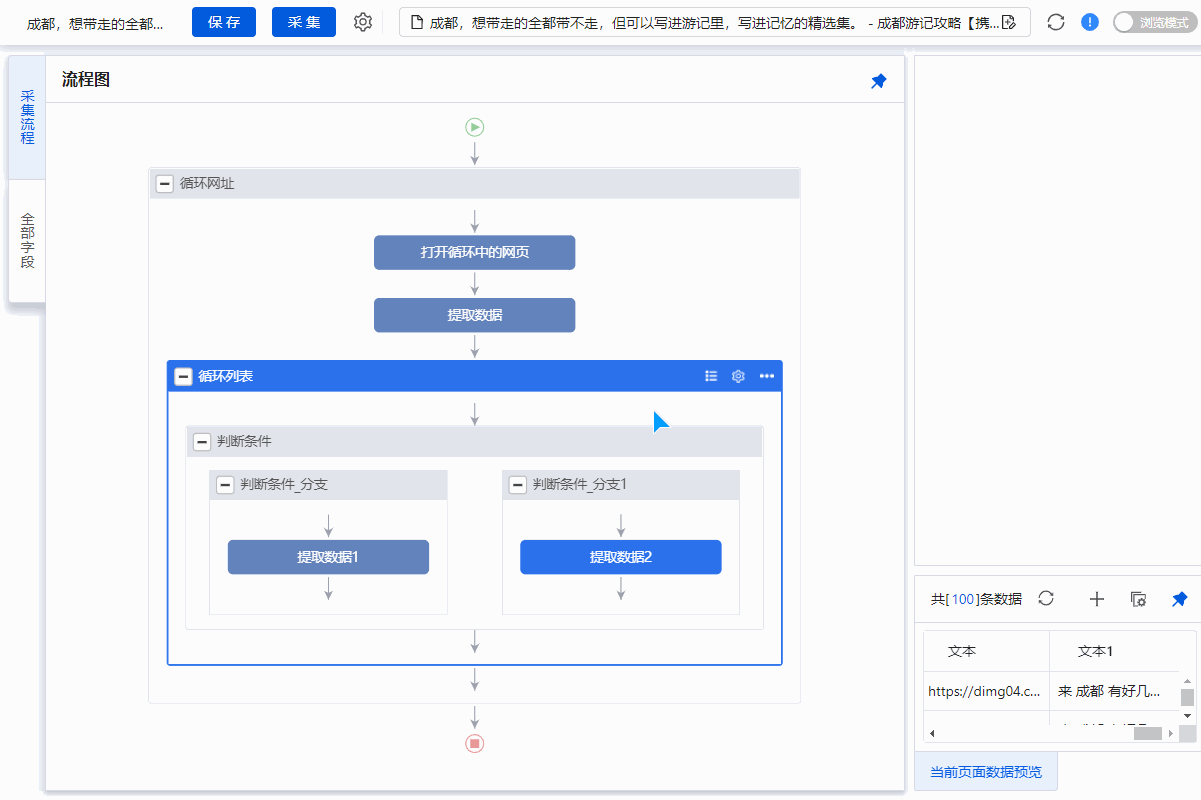 成都，想带走的全都...
保 存
采 集
成都，想带走的全都带不走，但可以写进游记里，写进记忆的精选集。 - 成都游记攻略【携...
浏览模式
采集流程
全部字段
流程图
循环网址
打开循环中的网页
提取数据
循环列表
判断条件
判断条件_分支
判断条件_分支1
提取数据1
提取数据2
共[ 100 ]条数据
文本
文本1
https://dimg04.c...
来 成都 有好几...
当前页面数据预览